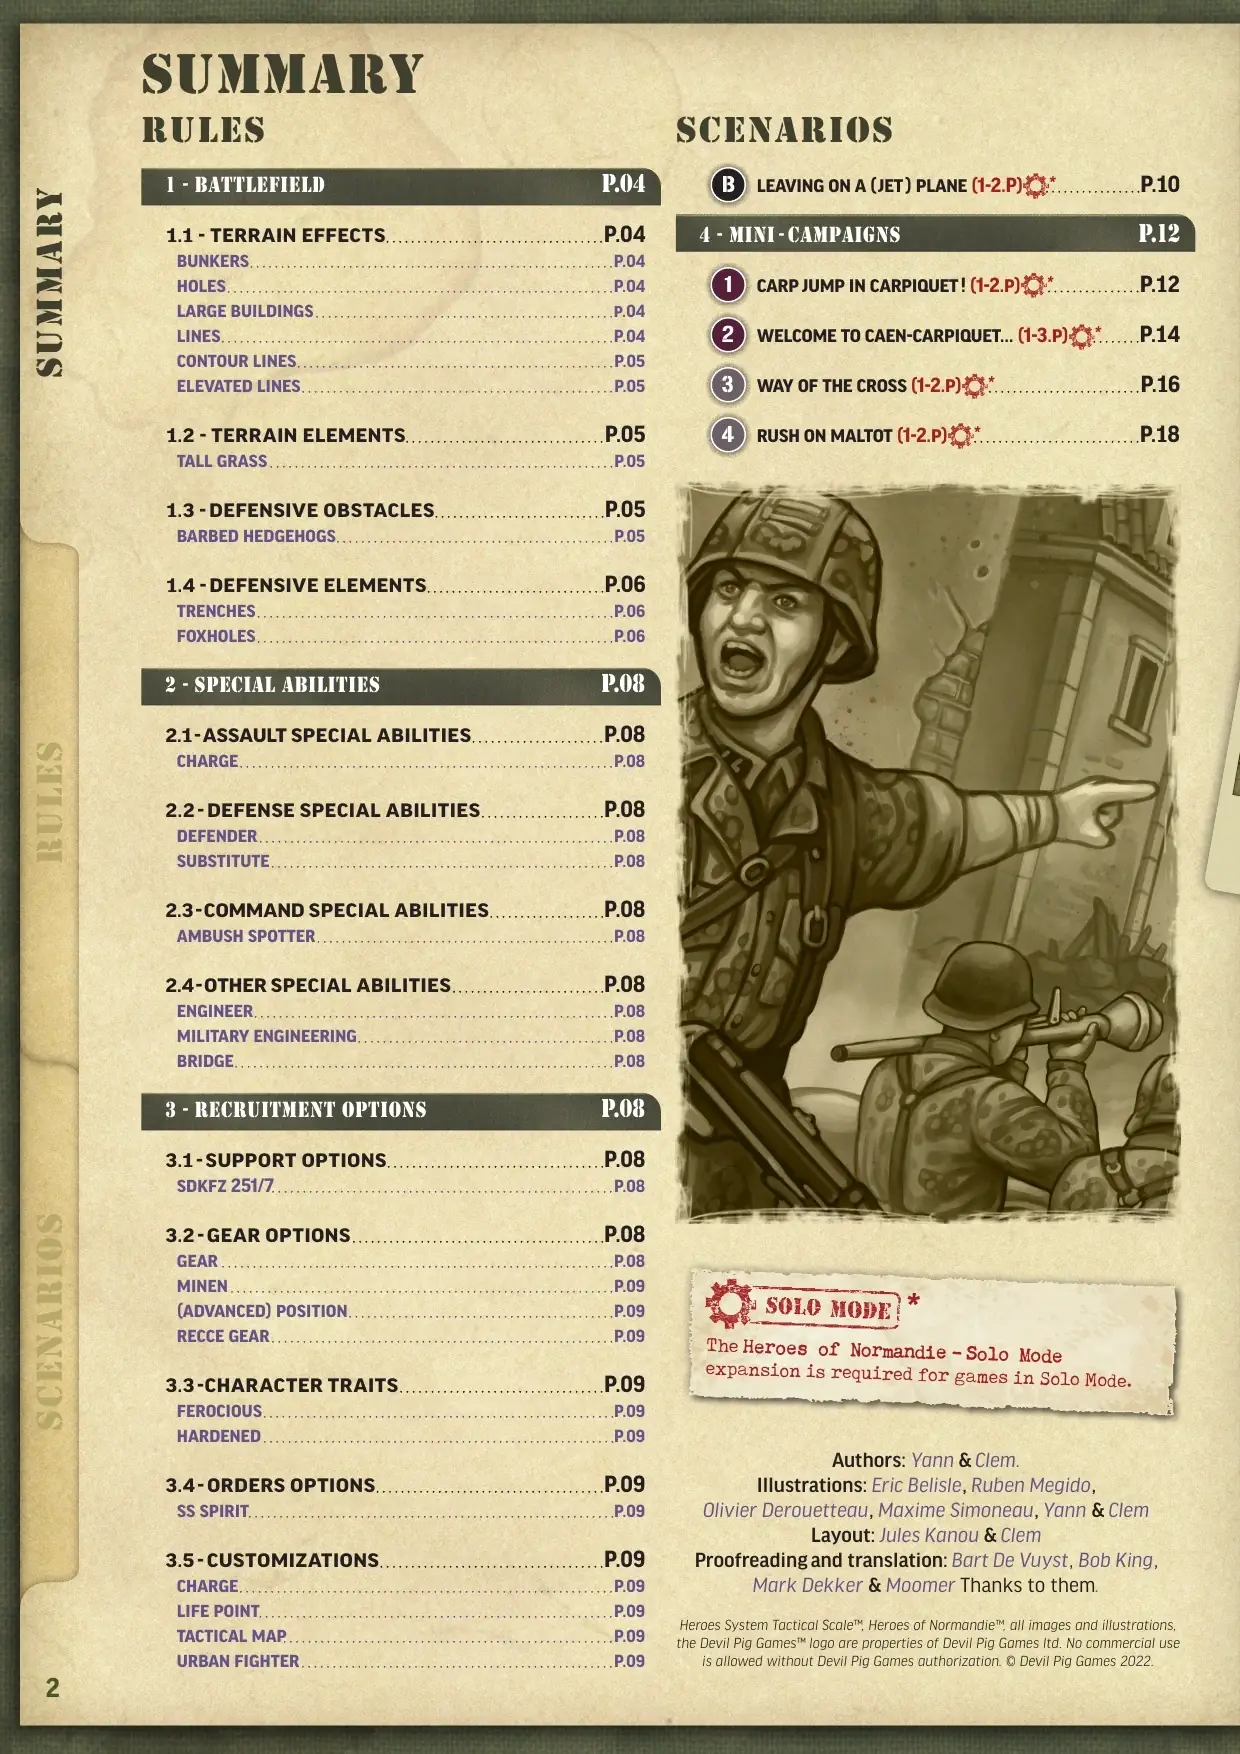 SUMMARY
RULES
1 - BATTLEFIELD P.04
1.1 - TERRAIN EFFECTS P.04
BUNKERS P.04
HOLES P.04
LARGE BUILDINGS P.04
LINES P.04
CONTOUR LINES P.05
ELEVATED LINES P.05
1.2 - TERRAIN ELEMENTS P.05
TALL GRASS P.05
1.3 - DEFENSIVE OBSTACLES P.05
BARBED HEDGEHOGS P.05
1.4 - DEFENSIVE ELEMENTS P.06
TRENCHES P.06
FOXHOLES P.06
2 - SPECIAL ABILITIES P.08
2.1- ASSAULT SPECIAL ABILITIES P.08
CHARGE P.08
2.2- DEFENSE SPECIAL ABILITIES P.08
DEFENDER P.08
SUBSTITUTE P.08
2.3-COMMAND SPECIAL ABILITIES P.08
AMBUSH SPOTTER P.08
2.4-OTHER SPECIAL ABILITIES P.08
ENGINEER P.08
MILITARY ENGINEERING P.08
BRIDGE P.08
3 - RECRUITMENT OPTIONS P.08
3.1-SUPPORT OPTIONS P.08
SDKFZ 251/7 P.08
3.2-GEAR OPTIONS P.08
GEAR P.08
MINEN P.09
(ADVANCED) POSITION P.09
RECCE GEAR P.09
3.3-CHARACTER TRAITS P.09
FEROCIOUS P.09
HARDENED P.09
3.4-ORDERS OPTIONS P.09
SS SPIRIT P.09
3.5-CUSTOMIZATIONS P.09
CHARGE P.09
LIFE POINT P.09
TACTICAL MAP P.09
URBAN FIGHTER P.09
SCENARIOS
B LEAVING ON A (JET) PLANE (1-2.P)* P.10
4 - MINI-CAMPAIGNS P.12
1 CARP JUMP IN CARPIQUET! (1-2.P)* P.12
2 WELCOME TO CAEN-CARPIQUET... (1-3.P)* P.14
3 WAY OF THE CROSS (1-2.P)* P.16
4 RUSH ON MALTOT (1-2.P)* P.18
SOLO MODE *
The Heroes of Normandie - Solo Mode
expansion is required for games in Solo Mode.
Authors: Yann & Clem.
Illustrations: Eric Belisle, Ruben Megido,
Olivier Derouetteau, Maxime Simoneau, Yann & Clem
Layout: Jules Kanou & Clem
Proofreading and translation: Bart De Vuyst, Bob King,
Mark Dekker & Moomer Thanks to them.
Heroes System Tactical Scale™, Heroes of Normandie™, all images and illustrations,
the Devil Pig Games™ logo are properties of Devil Pig Games ltd. No commercial use
is allowed without Devil Pig Games authorization. © Devil Pig Games 2022.
SUMMARY
RULES
SCENARIOS
2